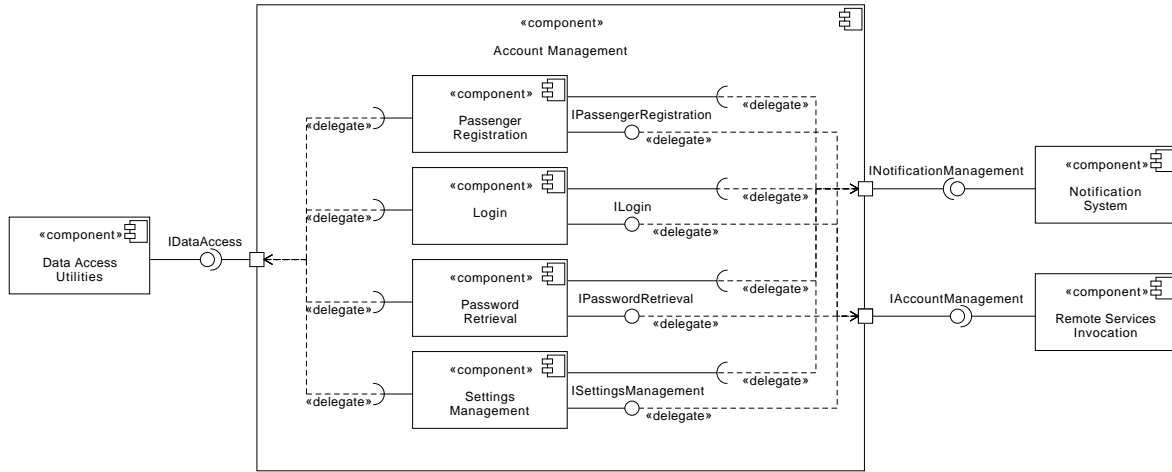 «component»
Account Management
«component»
Passenger
Registration
«delegate»
«delegate»
IPassengerRegistration
«delegate»
«component»
Login
«delegate»
«delegate»
ILogin
«delegate»
«component»
Password
Retrieval
«delegate»
«delegate»
IPasswordRetrieval
«delegate»
«component»
Settings
Management
«delegate»
«delegate»
ISettingsManagement
«delegate»
«component»
Data Access
Utilities
IDataAccess
INotificationManagement
«component»
Notification
System
IAccountManagement
«component»
Remote Services
Invocation